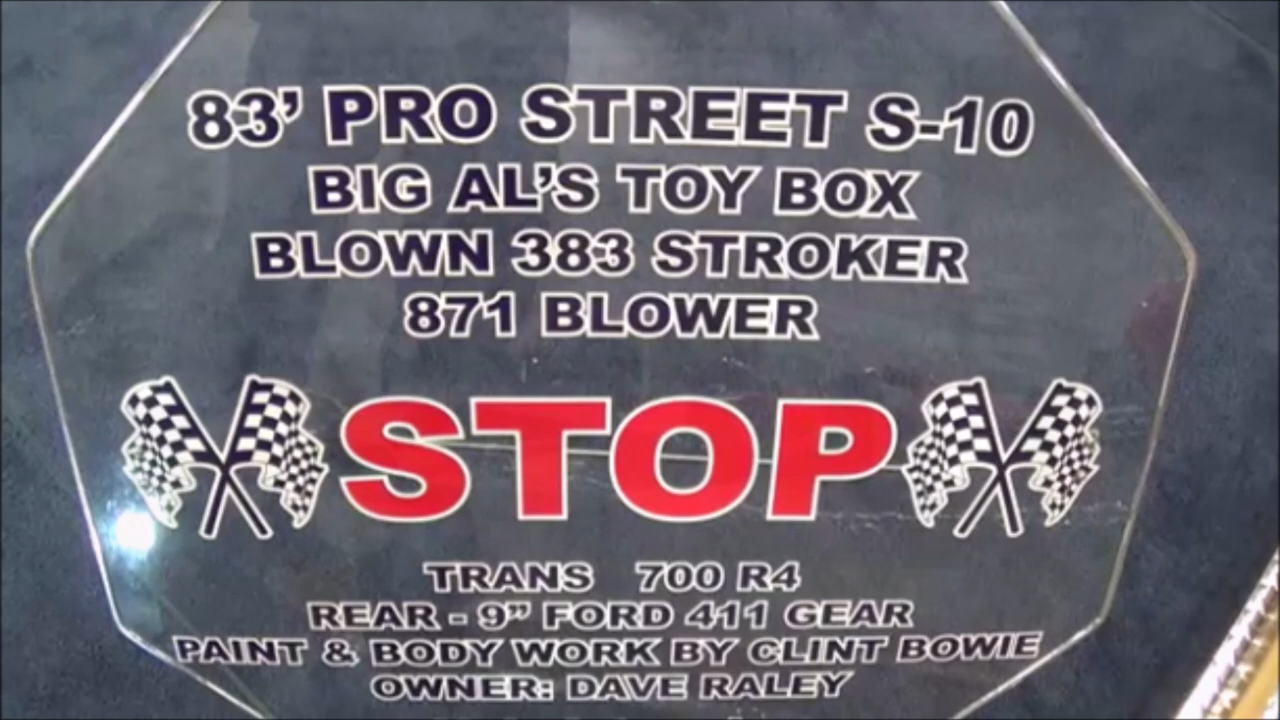 83' PRO STREET S-10
BIG AL'S TOY BOX
BLOWN 383 STROKER
871 BLOWER
STOP
TRANS 700 R4
REAR - 9" FORD 411 GEAR
PAINT & BODY WORK BY CLINT BOWIE
OWNER: DAVE RALEY